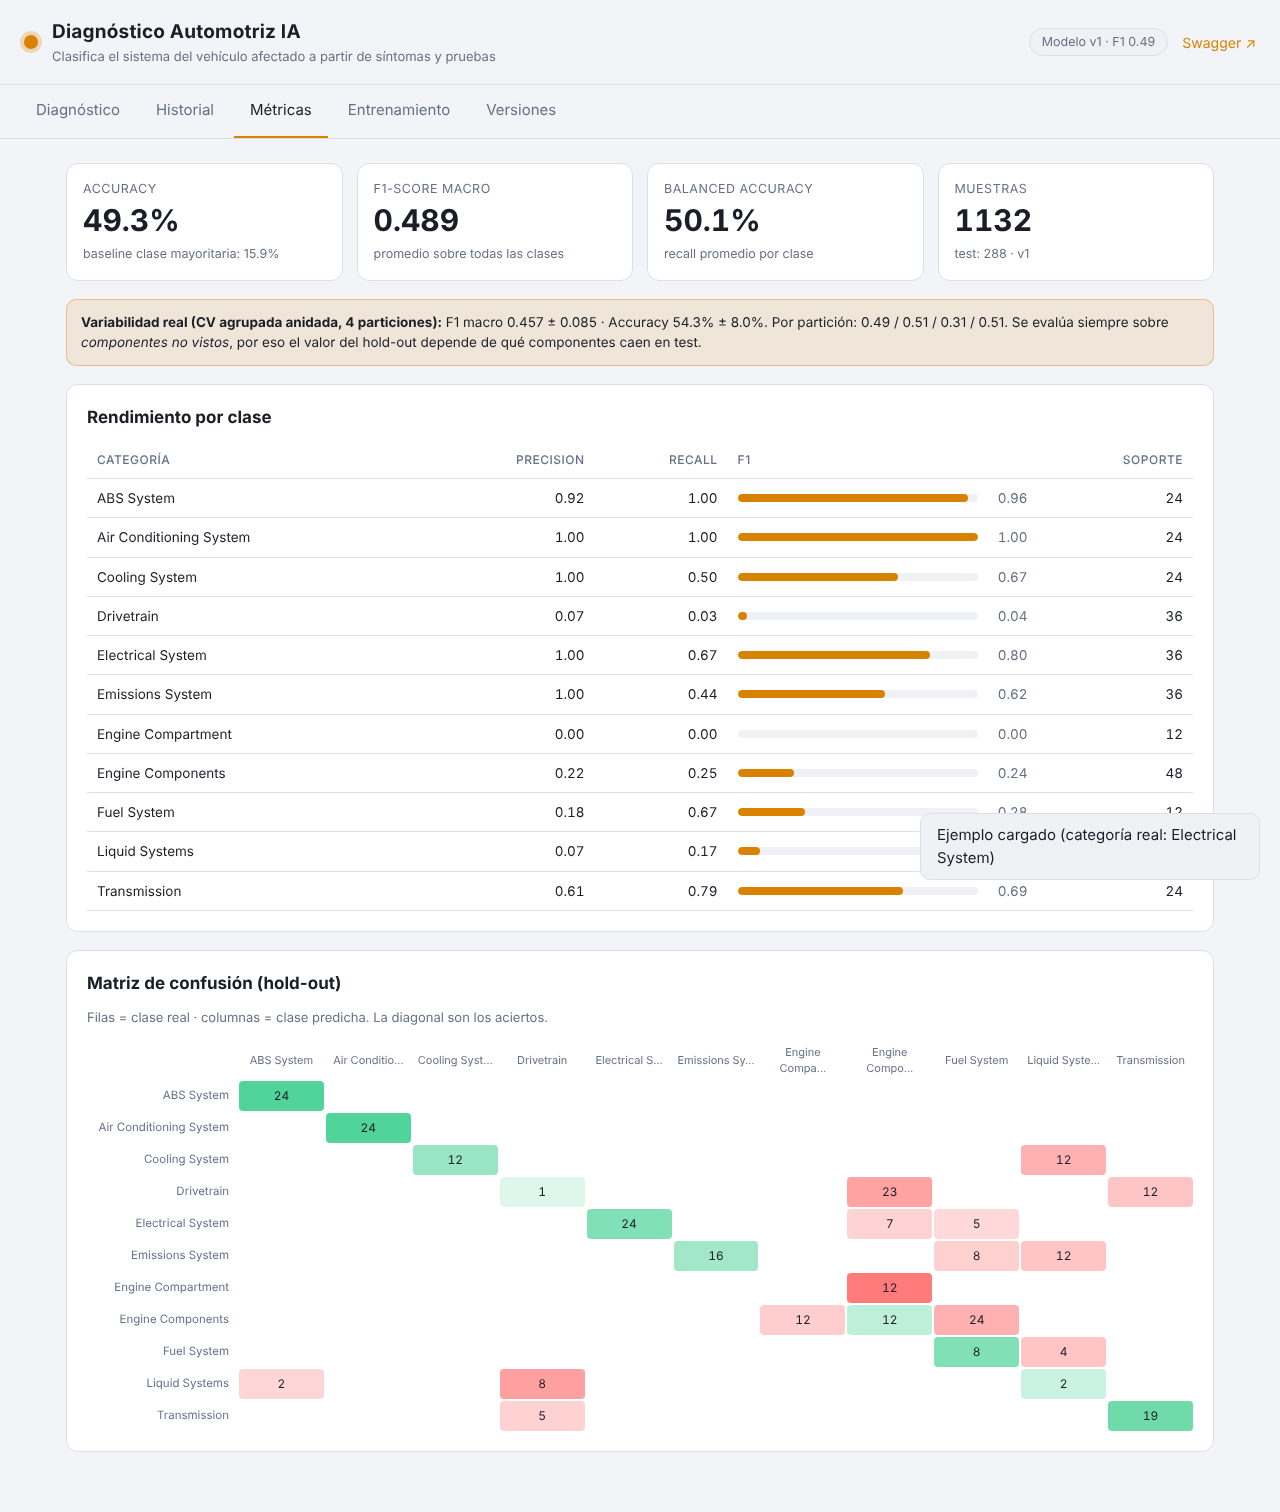 Diagnóstico Automotriz IA
Clasifica el sistema del vehículo afectado a partir de síntomas y pruebas
Modelo v1 · F1 0.49
Swagger ↗
Diagnóstico Historial Métricas Entrenamiento Versiones
ACCURACY
49.3%
baseline clase mayoritaria: 15.9%
F1-SCORE MACRO
0.489
promedio sobre todas las clases
BALANCED ACCURACY
50.1%
recall promedio por clase
MUESTRAS
1132
test: 288 · v1
Variabilidad real (CV agrupada anidada, 4 particiones): F1 macro 0.457 ± 0.085 · Accuracy 54.3% ± 8.0%. Por partición: 0.49 / 0.51 / 0.31 / 0.51. Se evalúa siempre sobre
componentes no vistos, por eso el valor del hold-out depende de qué componentes caen en test.
Rendimiento por clase
CATEGORÍA PRECISION RECALL F1 SOPORTE
ABS System 0.92 1.00 0.96 24
Air Conditioning System 1.00 1.00 1.00 24
Cooling System 1.00 0.50 0.67 24
Drivetrain 0.07 0.03 0.04 36
Electrical System 1.00 0.67 0.80 36
Emissions System 1.00 0.44 0.62 36
Engine Compartment 0.00 0.00 0.00 12
Engine Components 0.22 0.25 0.24 48
Fuel System 0.18 0.67 0.28 12
Liquid Systems 0.07 0.17
Ejemplo cargado (categoría real: Electrical
System)
Transmission 0.61 0.79 0.69 24
Matriz de confusión (hold-out)
Filas = clase real · columnas = clase predicha. La diagonal son los aciertos.
ABS System Air Conditio... Cooling Syst... Drivetrain Electrical S... Emissions Sy... Engine Compa... Engine Compo... Fuel System Liquid Syste... Transmission
ABS System 24
Air Conditioning System 24
Cooling System 12 12
Drivetrain 1 23 12
Electrical System 24 7 5
Emissions System 16 8 12
Engine Compartment 12
Engine Components 12 12 24
Fuel System 8 4
Liquid Systems 2 8 2
Transmission 5 19